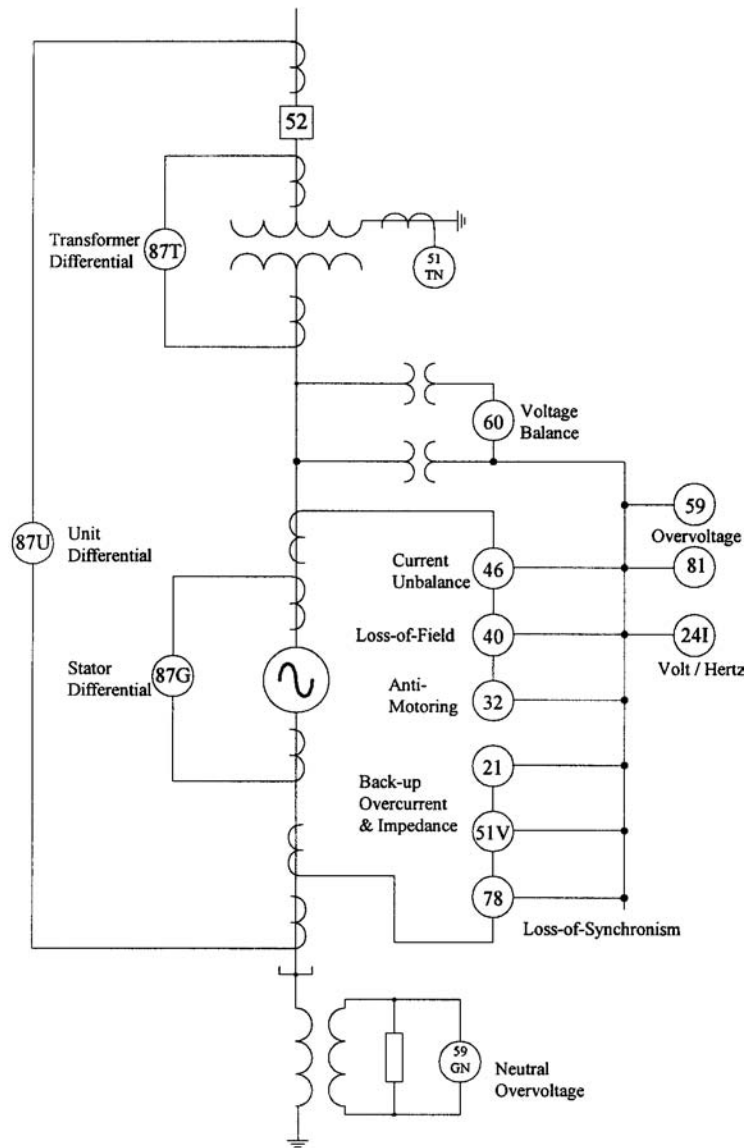 52
Transformer
Differential
87T
51
TN
60
Voltage
Balance
87U
Unit
Differential
59
Overvoltage
Current
Unbalance
46
81
Stator
Differential
87G
Loss-of-Field
40
24I
Volt / Hertz
Anti-
Motoring
32
21
Back-up
Overcurrent
& Impedance
51V
78
Loss-of-Synchronism
59
GN
Neutral
Overvoltage